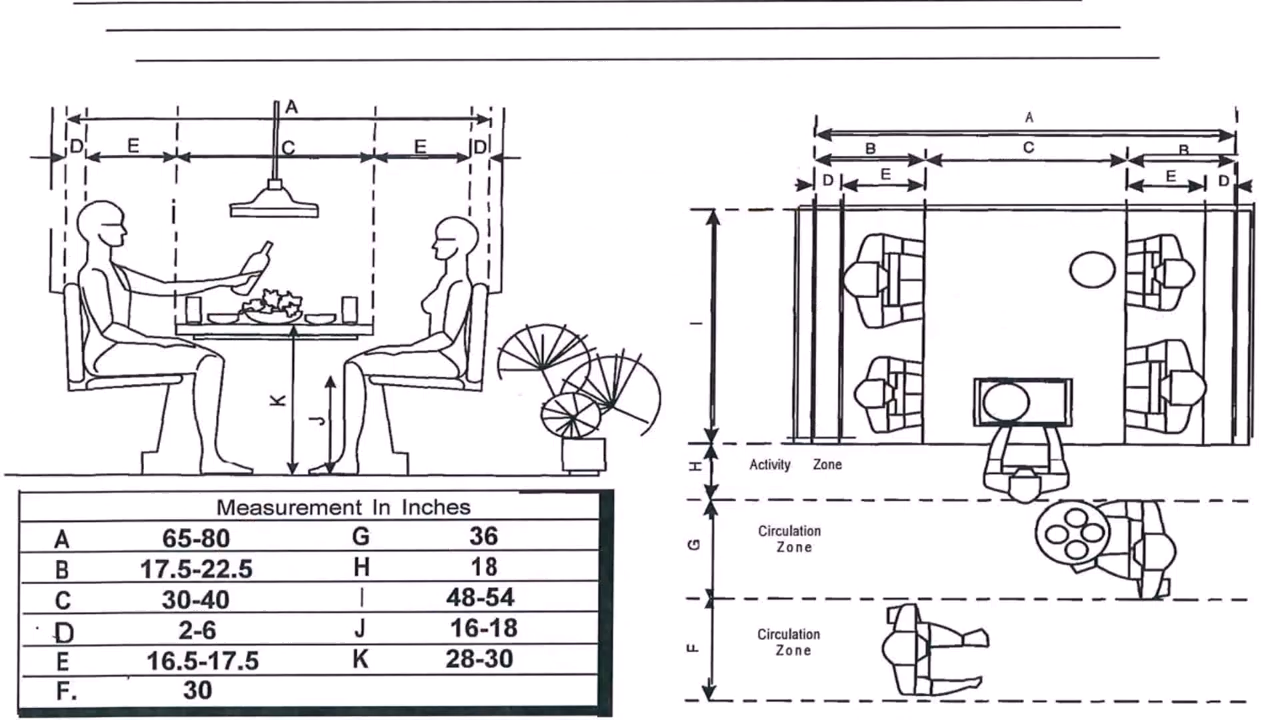 A
D E C E D
K
J
Measurement In Inches
A 65-80 G 36
B 17.5-22.5 H 18
C 30-40 I 48-54
D 2-6 J 16-18
E 16.5-17.5 K 28-30
F. 30
A
B C B
D E E D
I
H Activity Zone
G Circulation
Zone
F Circulation
Zone